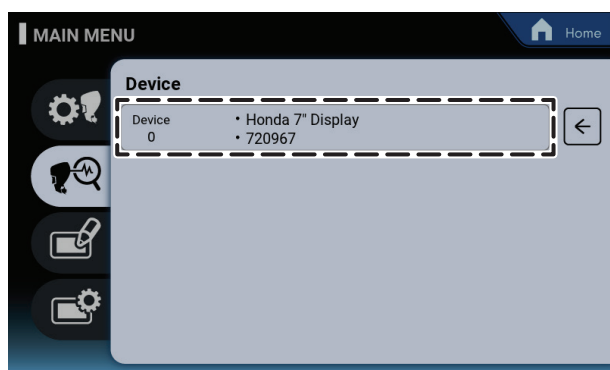 MAIN MENU
Home
Device
Device
0
• Honda 7" Display
• 720967